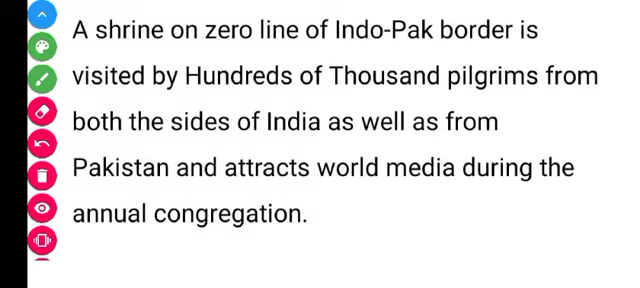 A shrine on zero line of Indo-Pak border is
visited by Hundreds of Thousand pilgrims from
both the sides of India as well as from
Pakistan and attracts world media during the
annual congregation.